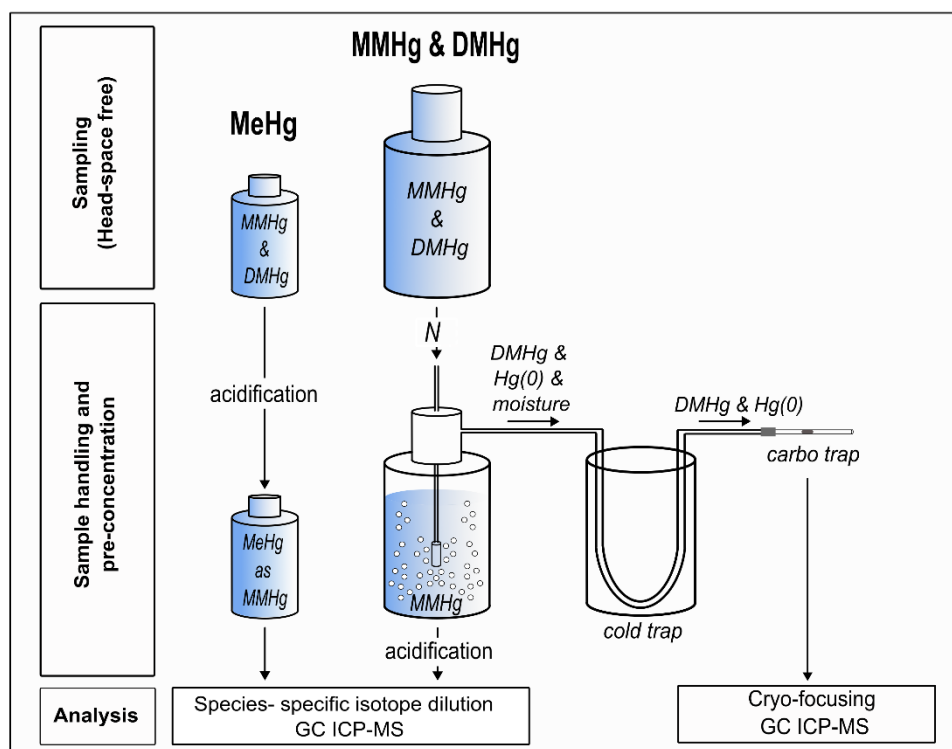 MMHg & DMHg
MeHg
Sampling
(Head-space free)
MMHg
&
DMHg
MMHg
&
DMHg
N
acidification
DMHg &
Hg(0) &
moisture
DMHg & Hg(0)
carbo trap
Sample handling and
pre-concentration
MeHg
as
MMHg
MMHg
cold trap
acidification
Analysis
Species- specific isotope dilution
GC ICP-MS
Cryo-focusing
GC ICP-MS